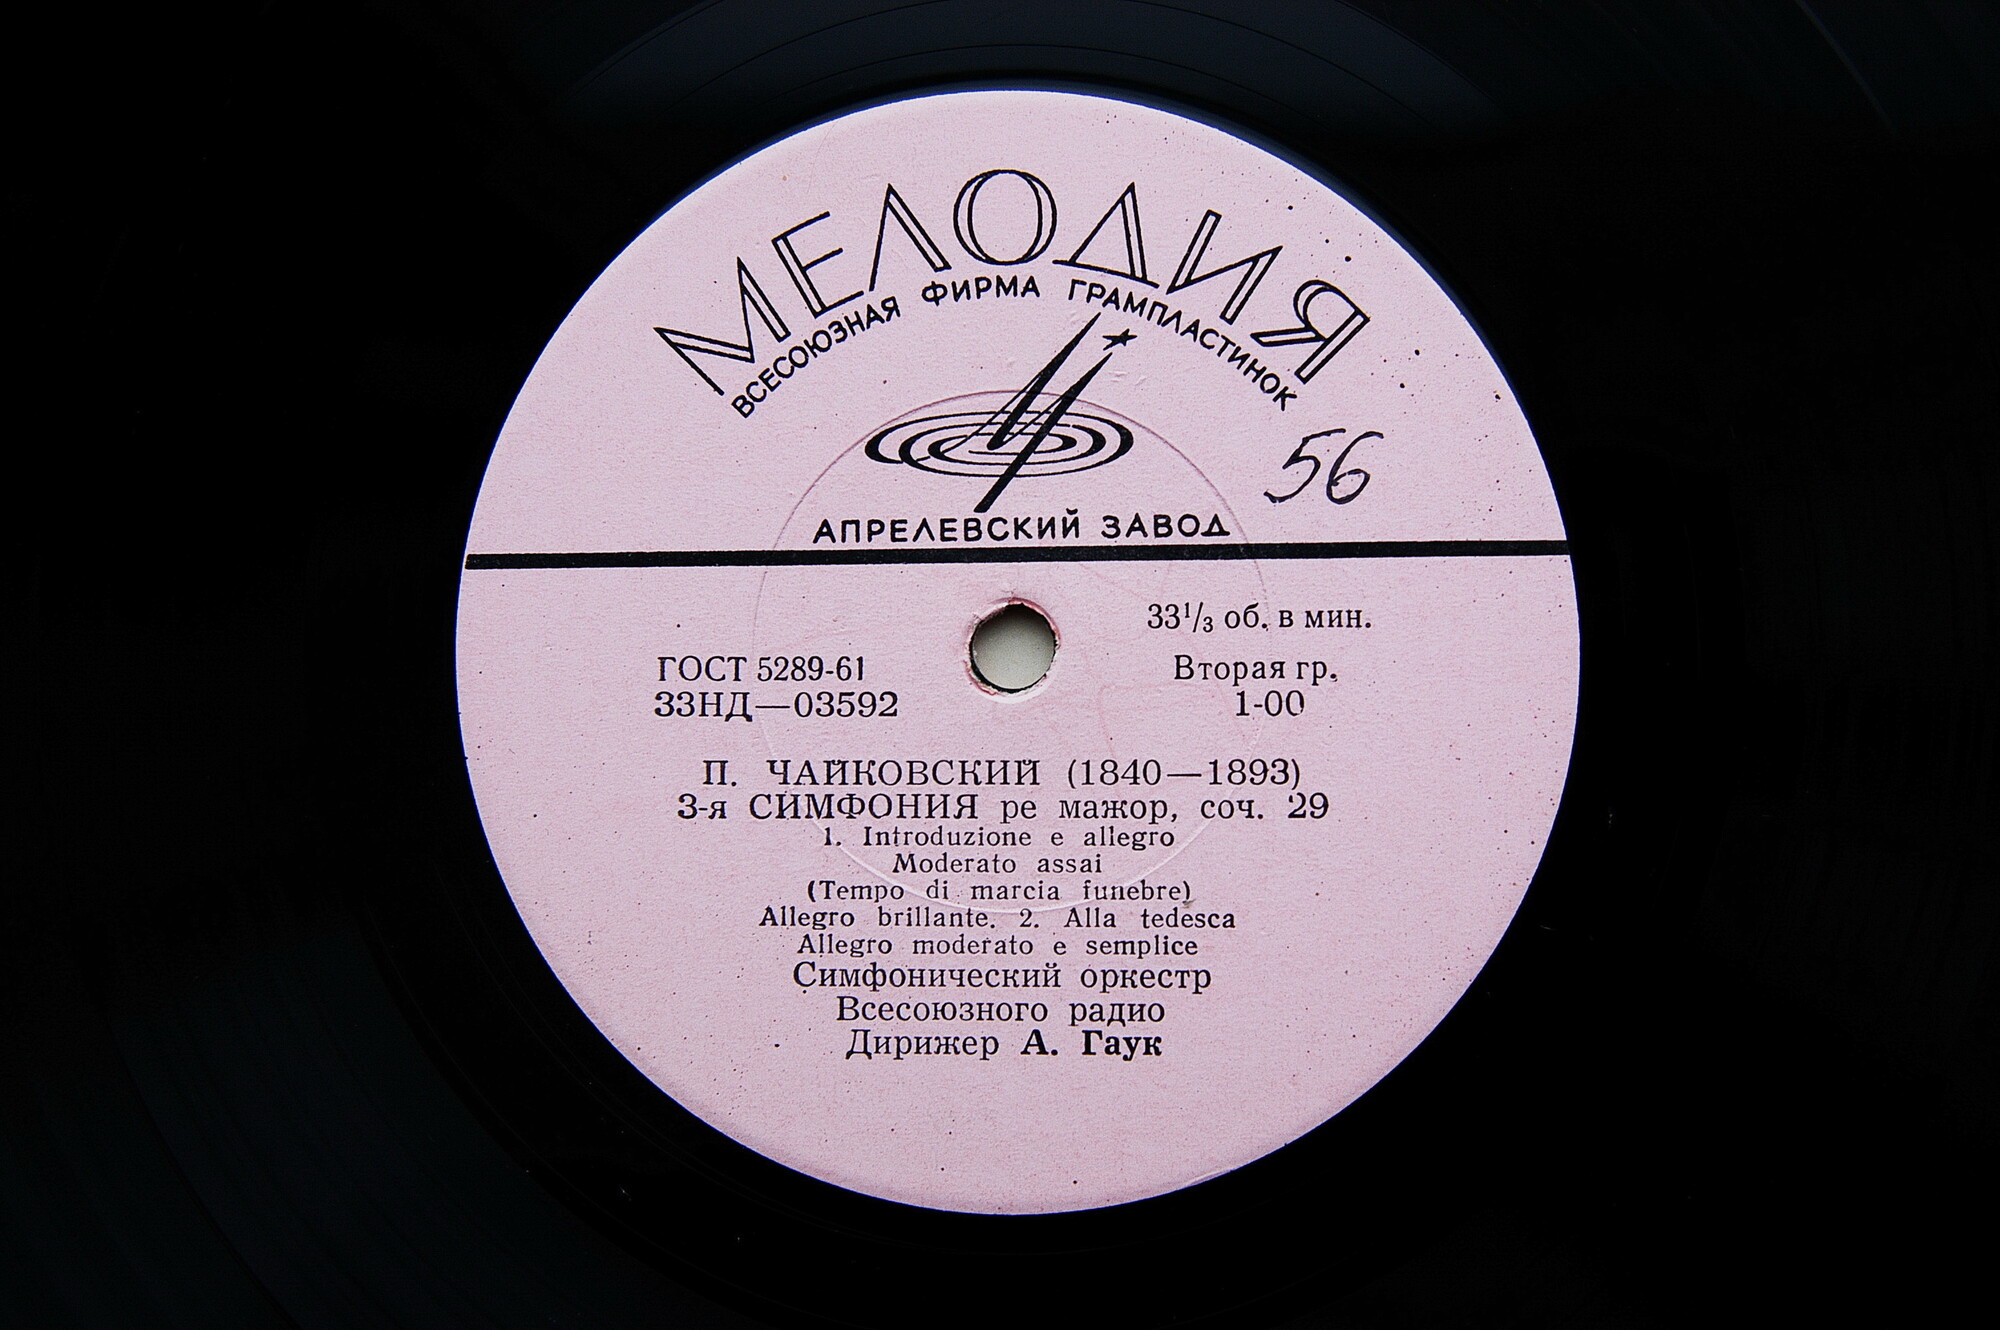 МЕЛОДИЯ
ВСЕСОЮЗНАЯ ФИРМА ГРАМПЛАСТИНОК
56
АПРЕЛЕВСКИЙ ЗАВОД
33¹/₃ об. в мин.
ГОСТ 5289-61
Вторая гр.
33НД—03592
1-00
П. ЧАЙКОВСКИЙ (1840—1893)
3-я СИМФОНИЯ ре мажор, соч. 29
1. Introduzione e allegro
Moderato assai
(Tempo di marcia funebre)
Allegro brillante. 2. Alla tedesca
Allegro moderato e semplice
Симфонический оркестр
Всесоюзного радио
Дирижер А. Гаук